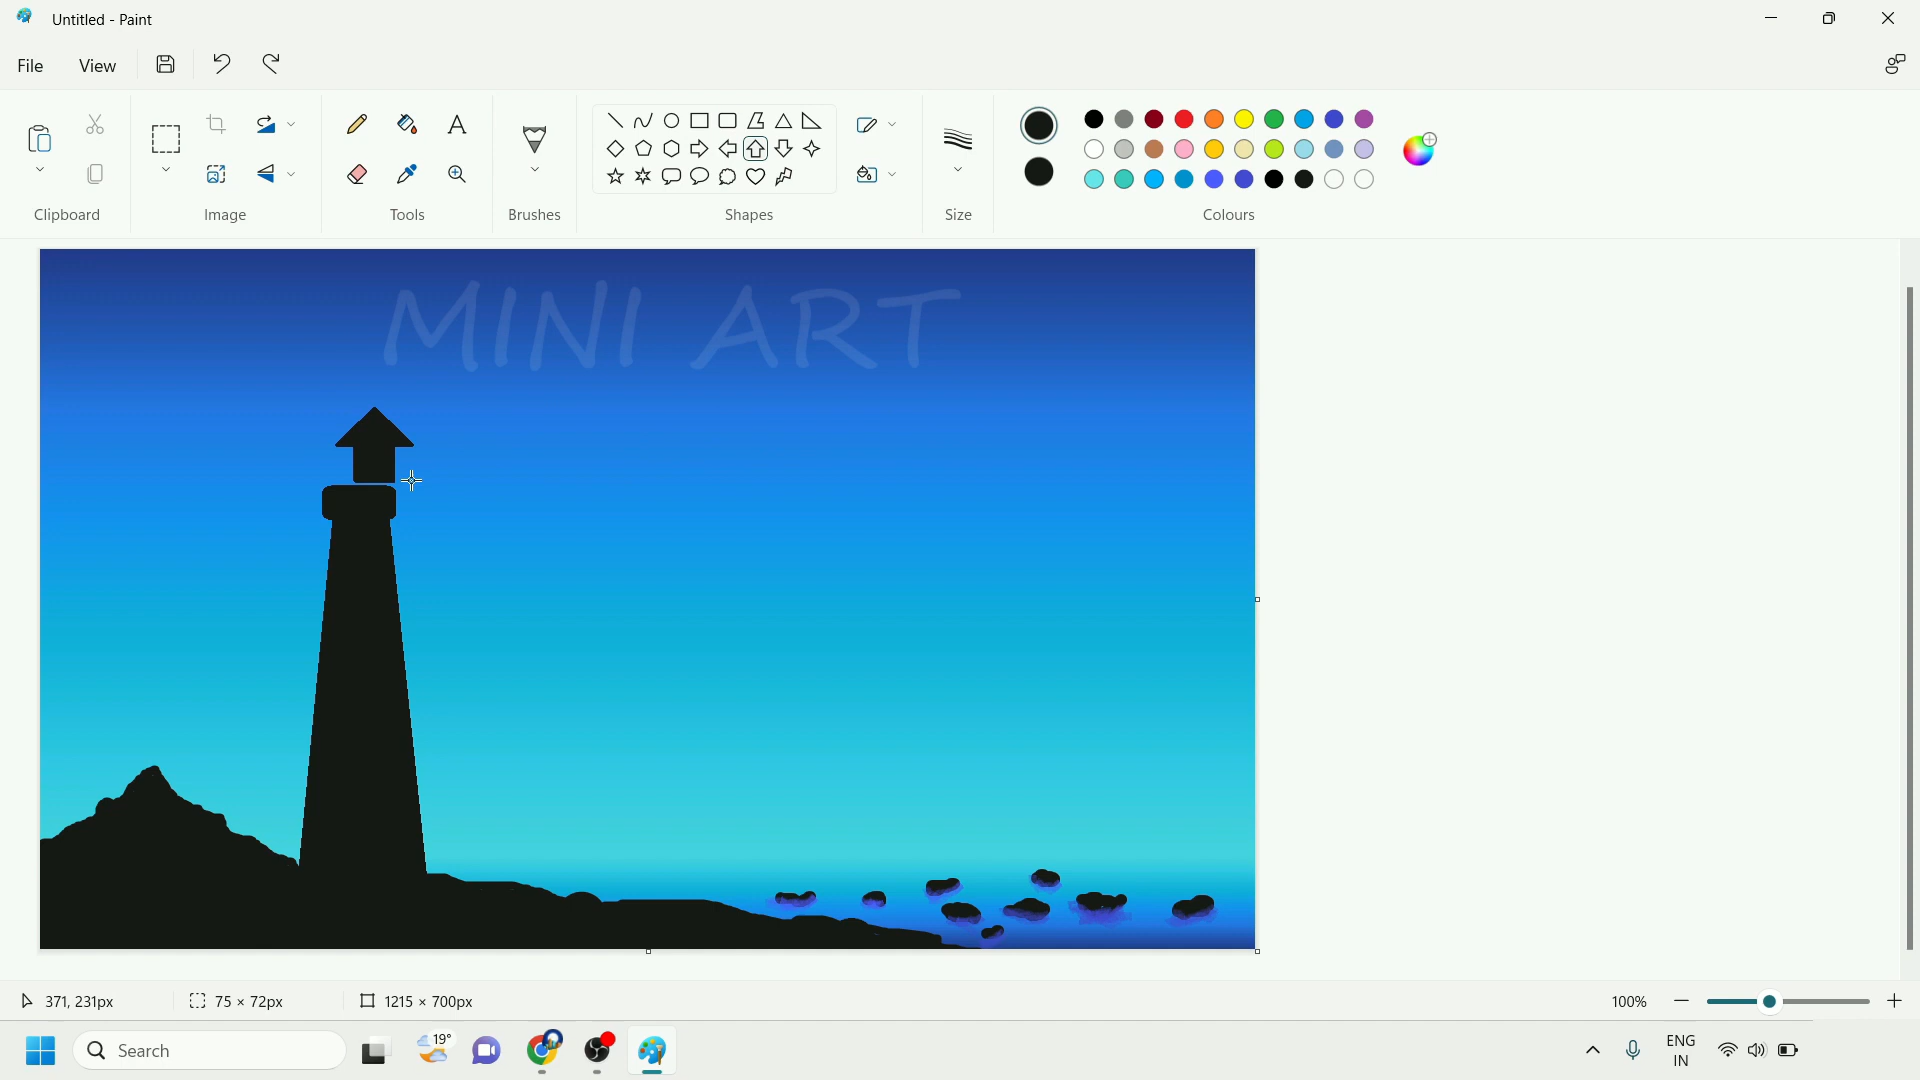 Untitled - Paint
File View
Clipboard Image Tools Brushes Shapes Size Colours
MINI ART
371, 231px 75 × 72px 1215 × 700px 100%
Search 19° ENG
IN